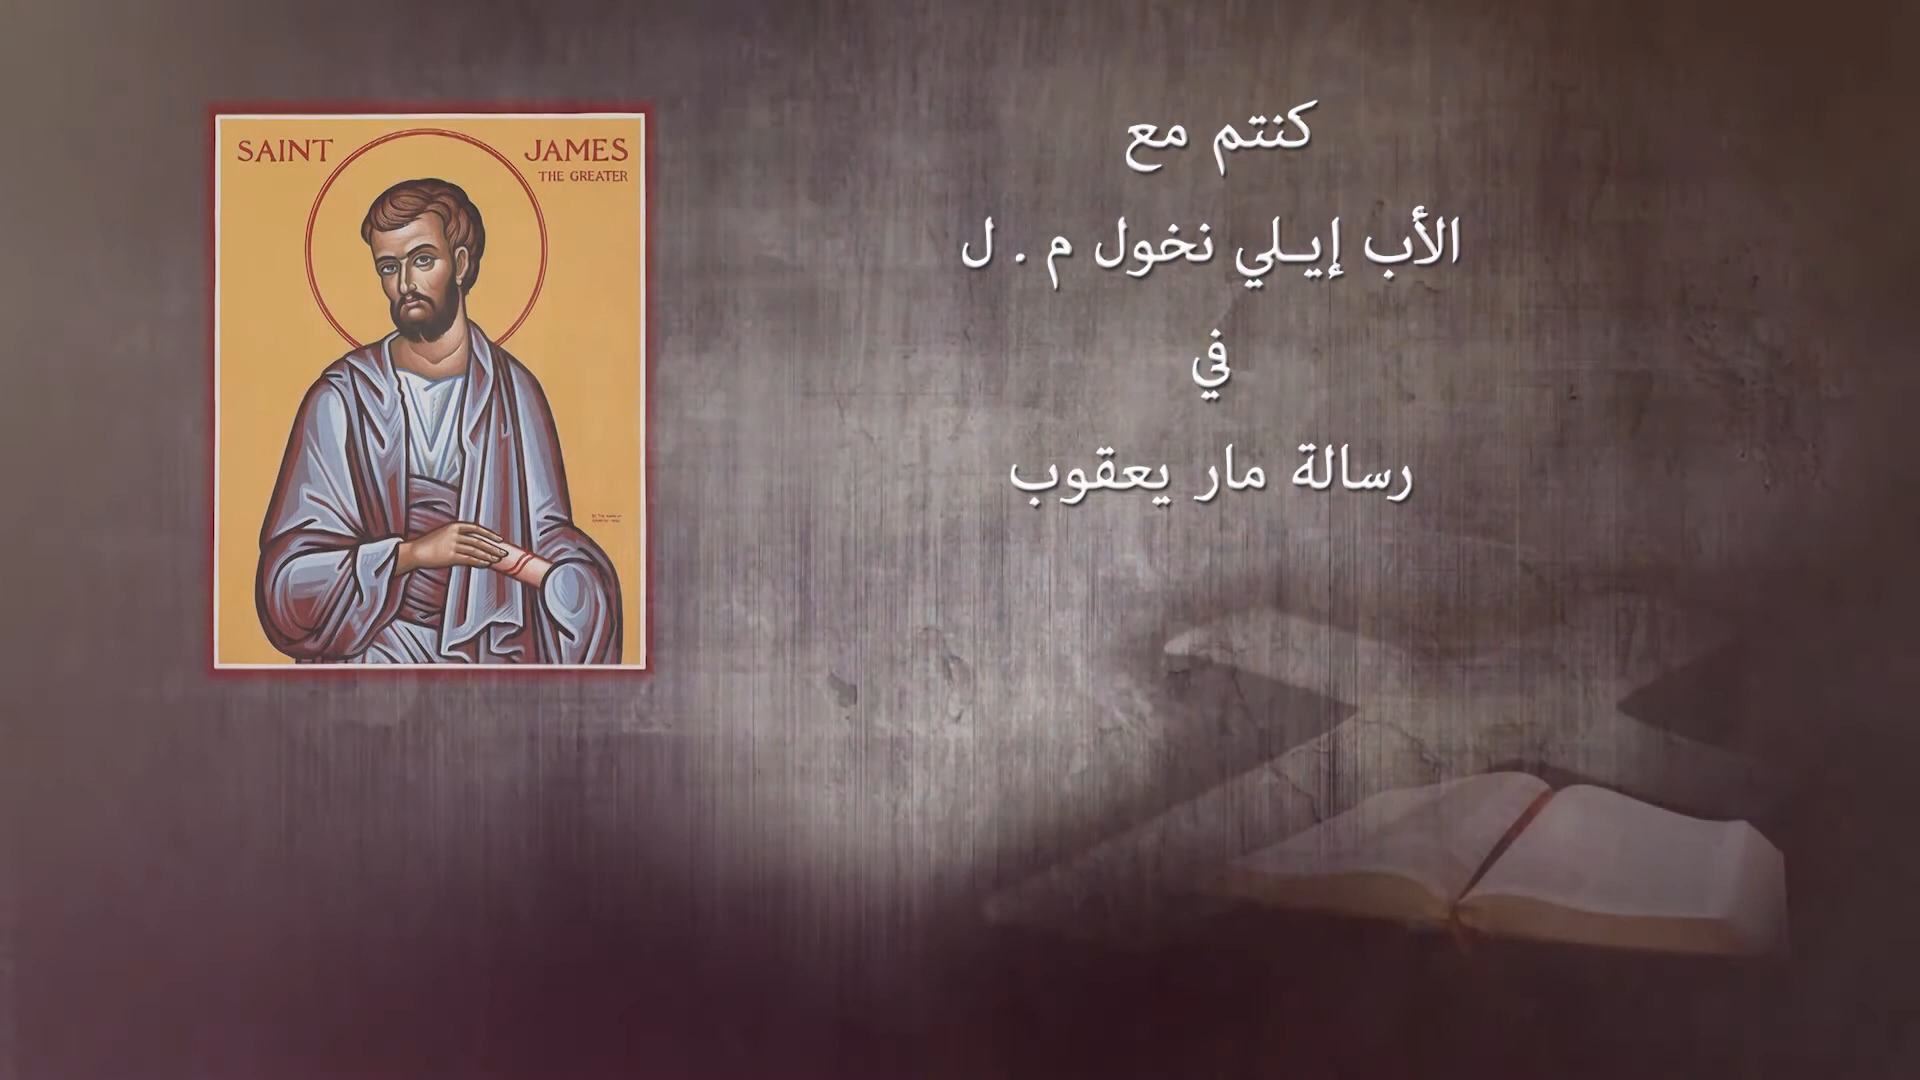 SAINT JAMES
THE GREATER
كنتم مع
الأب إيلي نخول م . ل
في
رسالة مار يعقوب